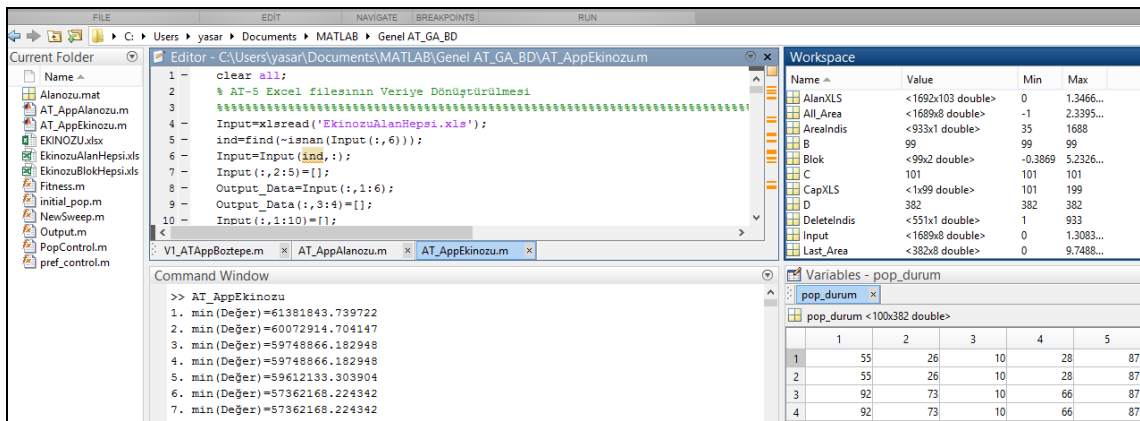 FILE EDIT NAVIGATE BREAKPOINTS RUN
C: Users yasar Documents MATLAB Genel AT_GA_BD
Current Folder
Name
Alanozu.mat
AT_AppAlanozu.m
AT_AppEkinozu.m
EKINOZU.xlsx
EkinozuAlanHepsi.xls
EkinozuBlokHepsi.xls
Fitness.m
initial_pop.m
NewSweep.m
Output.m
PopControl.m
pref_control.m
Editor - C:\Users\yasar\Documents\MATLAB\Genel AT_GA_BD\AT_AppEkinozu.m
1 - clear all;
2 % AT-5 Excel filesının Veriye Dönüştürülmesi
3
4 - Input=xlsread('EkinozuAlanHepsi.xls');
5 - ind=find(~isnan(Input(:,6)));
6 - Input=Input(ind,:);
7 - Input(:,2:5)=[];
8 - Output_Data=Input(:,1:6);
9 - Output_Data(:,3:4)=[];
10 - Input(:,1:10)=[];
V1_ATAppBoztepe.m × AT_AppAlanozu.m × AT_AppEkinozu.m ×
Command Window
>> AT_AppEkinozu
1. min(Değer)=61381843.739722
2. min(Değer)=60072914.704147
3. min(Değer)=59748866.182948
4. min(Değer)=59748866.182948
5. min(Değer)=59612133.303904
6. min(Değer)=57362168.224342
7. min(Değer)=57362168.224342
Workspace
Name Value Min Max
AlanXLS <1692x103 double> 0 1.3466...
All_Area <1689x8 double> -1 2.3395...
AreaIndis <933x1 double> 35 1688
B 99 99 99
Blok <99x2 double> -0.3869 5.2326...
C 101 101 101
CapXLS <1x99 double> 101 199
D 382 382 382
DeleteIndis <551x1 double> 1 933
Input <1689x8 double> 0 1.3083...
Last_Area <382x8 double> 0 9.7488...
Variables - pop_durum
pop_durum ×
pop_durum <100x382 double>
1 2 3 4 5
1 55 26 10 28 87
2 55 26 10 28 87
3 92 73 10 66 87
4 92 73 10 66 87